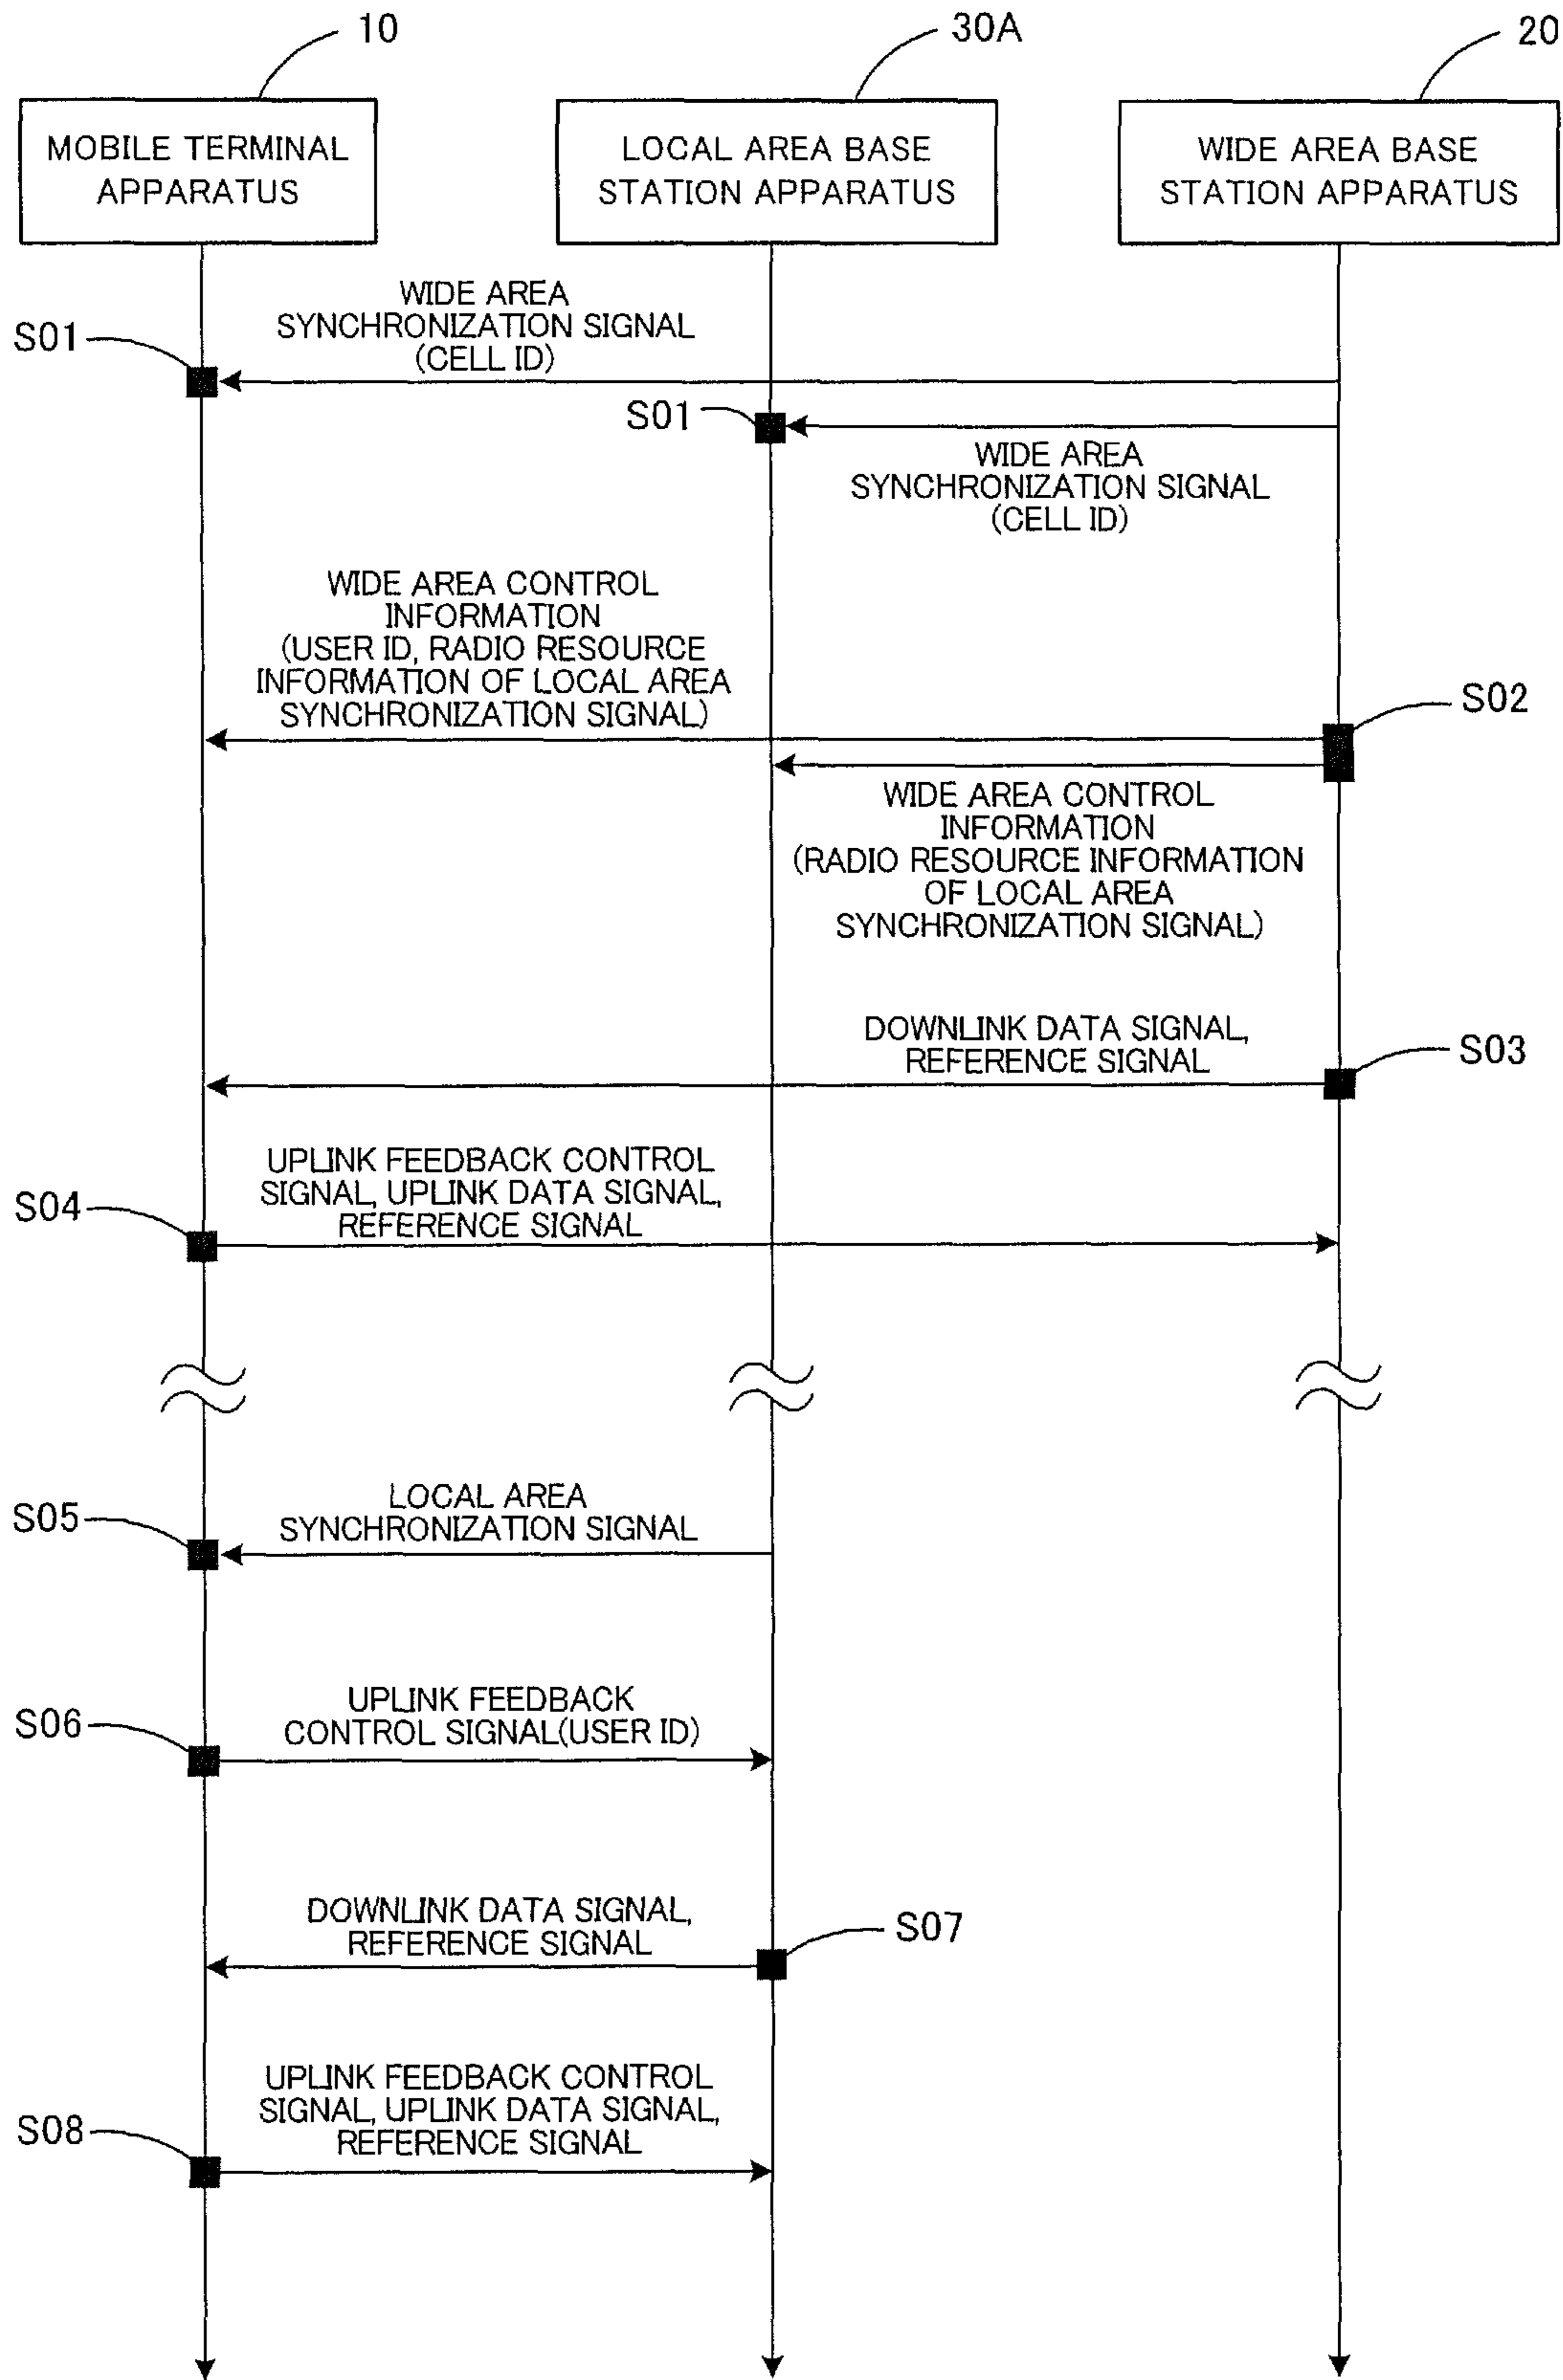 10
30A
20
MOBILE TERMINAL
APPARATUS
LOCAL AREA BASE
STATION APPARATUS
WIDE AREA BASE
STATION APPARATUS
WIDE AREA
SYNCHRONIZATION SIGNAL
(CELL ID)
S01
S01
WIDE AREA
SYNCHRONIZATION SIGNAL
(CELL ID)
WIDE AREA CONTROL
INFORMATION
(USER ID, RADIO RESOURCE
INFORMATION OF LOCAL AREA
SYNCHRONIZATION SIGNAL)
S02
WIDE AREA CONTROL
INFORMATION
(RADIO RESOURCE INFORMATION
OF LOCAL AREA
SYNCHRONIZATION SIGNAL)
DOWNLINK DATA SIGNAL,
REFERENCE SIGNAL
S03
UPLINK FEEDBACK CONTROL
SIGNAL, UPLINK DATA SIGNAL,
REFERENCE SIGNAL
S04
LOCAL AREA
SYNCHRONIZATION SIGNAL
S05
UPLINK FEEDBACK
CONTROL SIGNAL(USER ID)
S06
DOWNLINK DATA SIGNAL,
REFERENCE SIGNAL
S07
UPLINK FEEDBACK CONTROL
SIGNAL, UPLINK DATA SIGNAL,
REFERENCE SIGNAL
S08